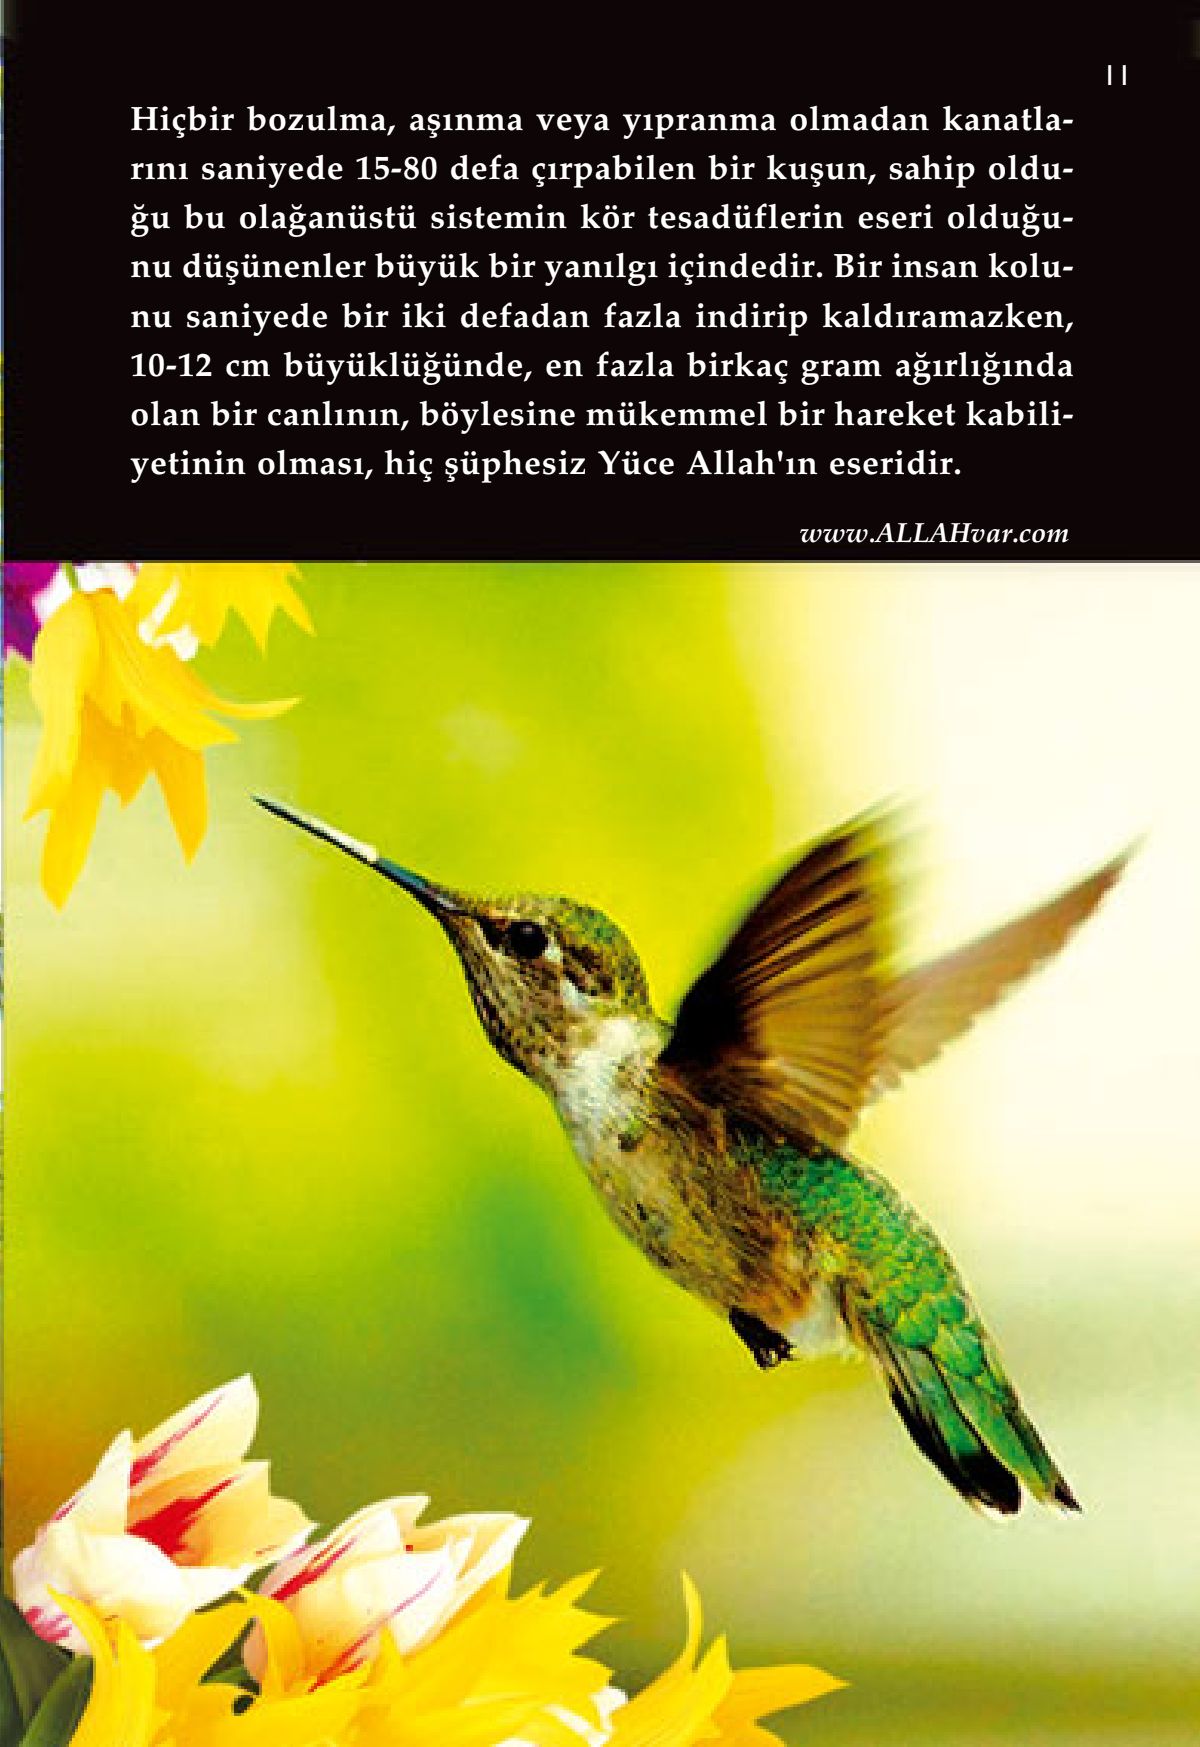 11
Hiçbir bozulma, aşınma veya yıpranma olmadan kanatla-
rını saniyede 15-80 defa çırpabilen bir kuşun, sahip oldu-
ğu bu olağanüstü sistemin kör tesadüflerin eseri olduğu-
nu düşünenler büyük bir yanılgı içindedir. Bir insan kolu-
nu saniyede bir iki defadan fazla indirip kaldıramazken,
10-12 cm büyüklüğünde, en fazla birkaç gram ağırlığında
olan bir canlının, böylesine mükemmel bir hareket kabili-
yetinin olması, hiç şüphesiz Yüce Allah'ın eseridir.
www.ALLAHvar.com